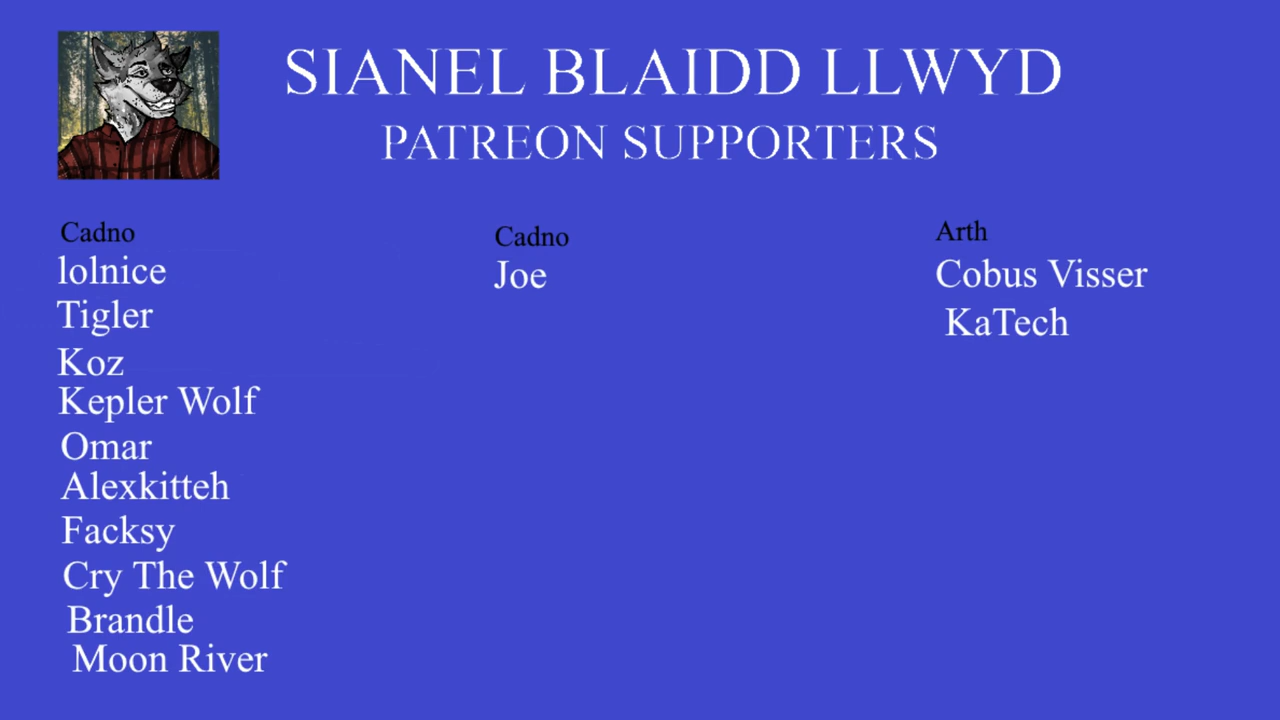 SIANEL BLAIDD LLWYD
PATREON SUPPORTERS
Cadno
lolnice
Tigler
Koz
Kepler Wolf
Omar
Alexkitteh
Facksy
Cry The Wolf
Brandle
Moon River
Cadno
Joe
Arth
Cobus Visser
KaTech